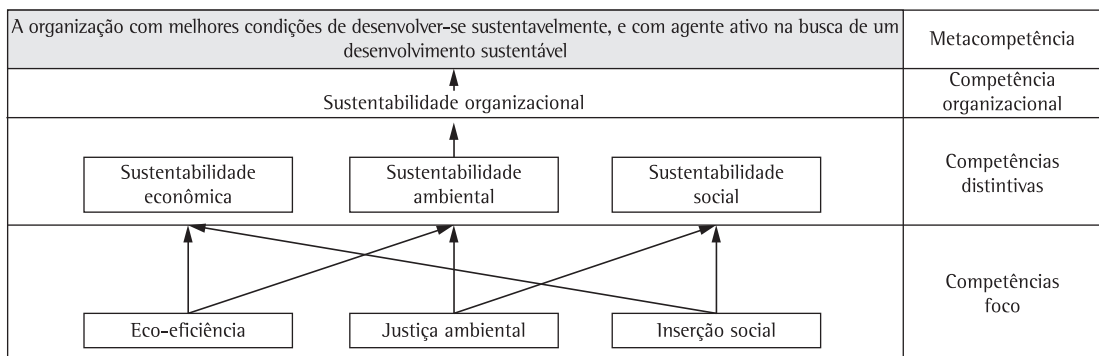 A organização com melhores condições de desenvolver-se sustentavelmente, e com agente ativo na busca de um
desenvolvimento sustentável
Metacompetência
Sustentabilidade organizacional
Competência
organizacional
Sustentabilidade
econômica
Sustentabilidade
ambiental
Sustentabilidade
social
Competências
distintivas
Eco-eficiência
Justiça ambiental
Inserção social
Competências
foco